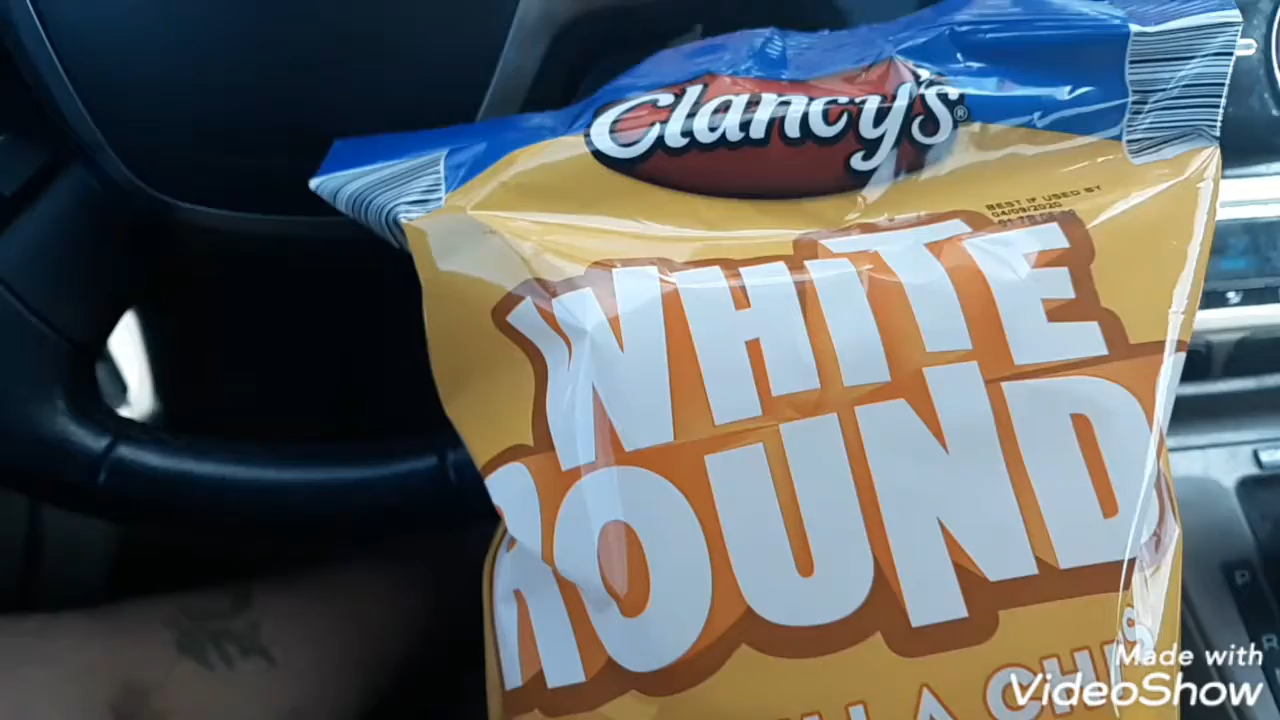 Clancy's®
BEST IF USED BY
04/09/2020
WHITE
ROUND
Made with
VideoShow